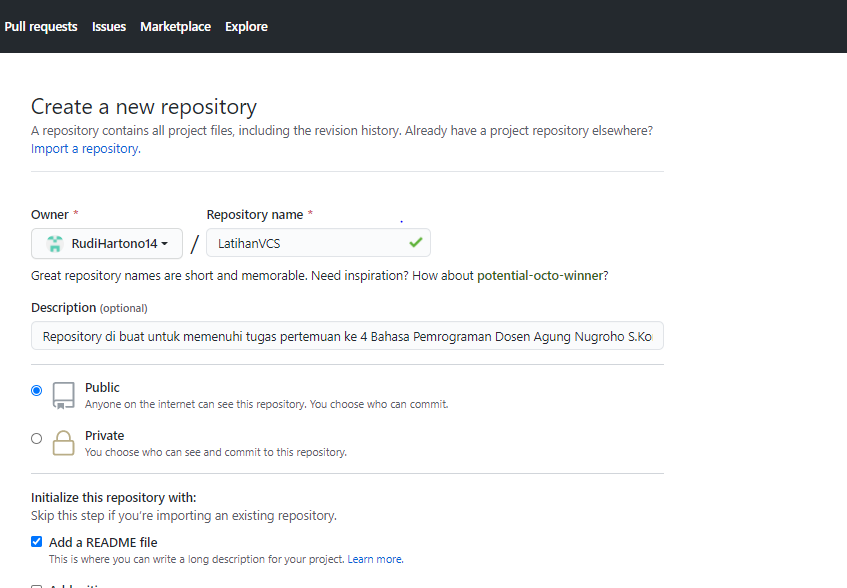 Pull requests Issues Marketplace Explore
Create a new repository
A repository contains all project files, including the revision history. Already have a project repository elsewhere?
Import a repository.
Owner * Repository name *
RudiHartono14 / LatihanVCS
Great repository names are short and memorable. Need inspiration? How about potential-octo-winner?
Description (optional)
Repository di buat untuk memenuhi tugas pertemuan ke 4 Bahasa Pemrograman Dosen Agung Nugroho S.Ko
Public
Anyone on the internet can see this repository. You choose who can commit.
Private
You choose who can see and commit to this repository.
Initialize this repository with:
Skip this step if you're importing an existing repository.
Add a README file
This is where you can write a long description for your project. Learn more.